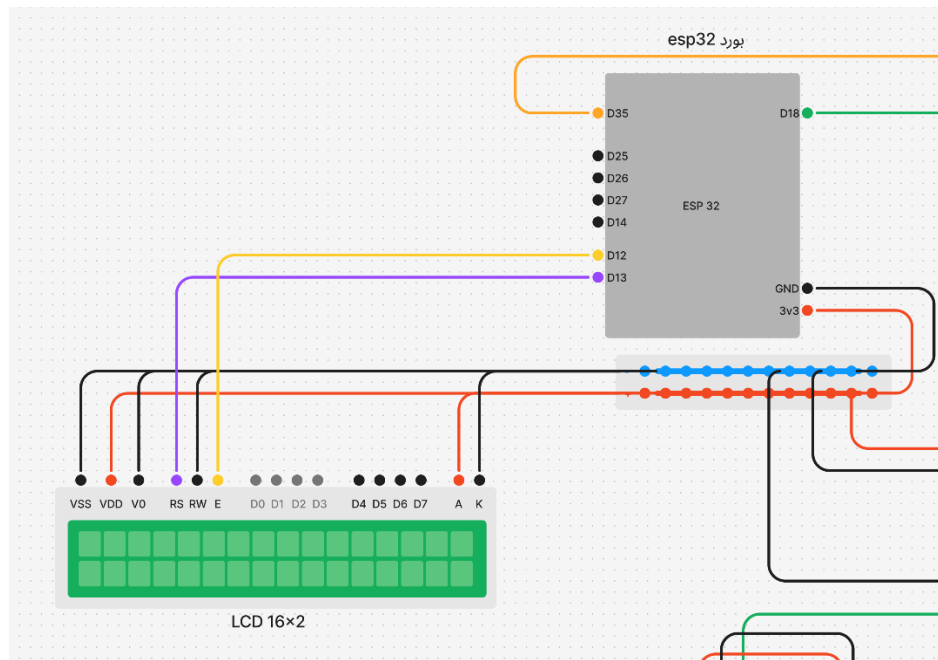 بورد esp32
D35
D18
D25
D26
D27
ESP 32
D14
D12
D13
GND
3v3
VSS VDD V0 RS RW E D0 D1 D2 D3 D4 D5 D6 D7 A K
LCD 16×2